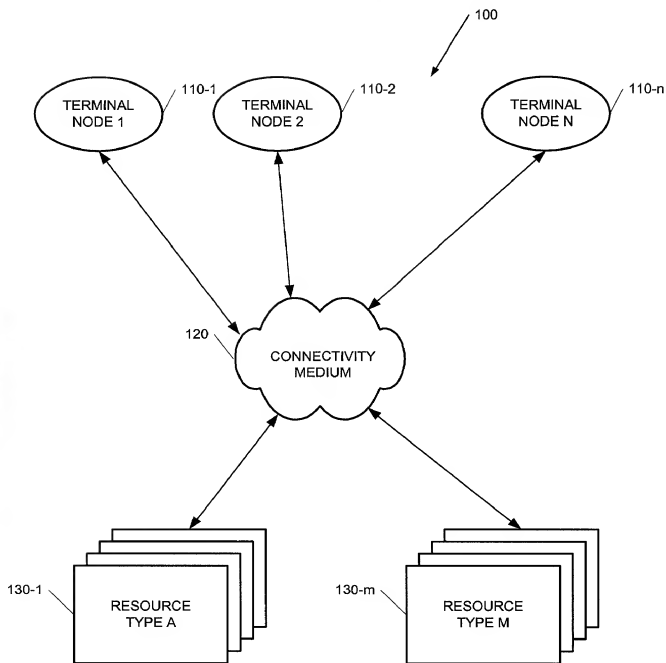 100
110-1
110-2
110-n
TERMINAL
NODE 1
TERMINAL
NODE 2
TERMINAL
NODE N
120
CONNECTIVITY
MEDIUM
130-1
RESOURCE
TYPE A
130-m
RESOURCE
TYPE M